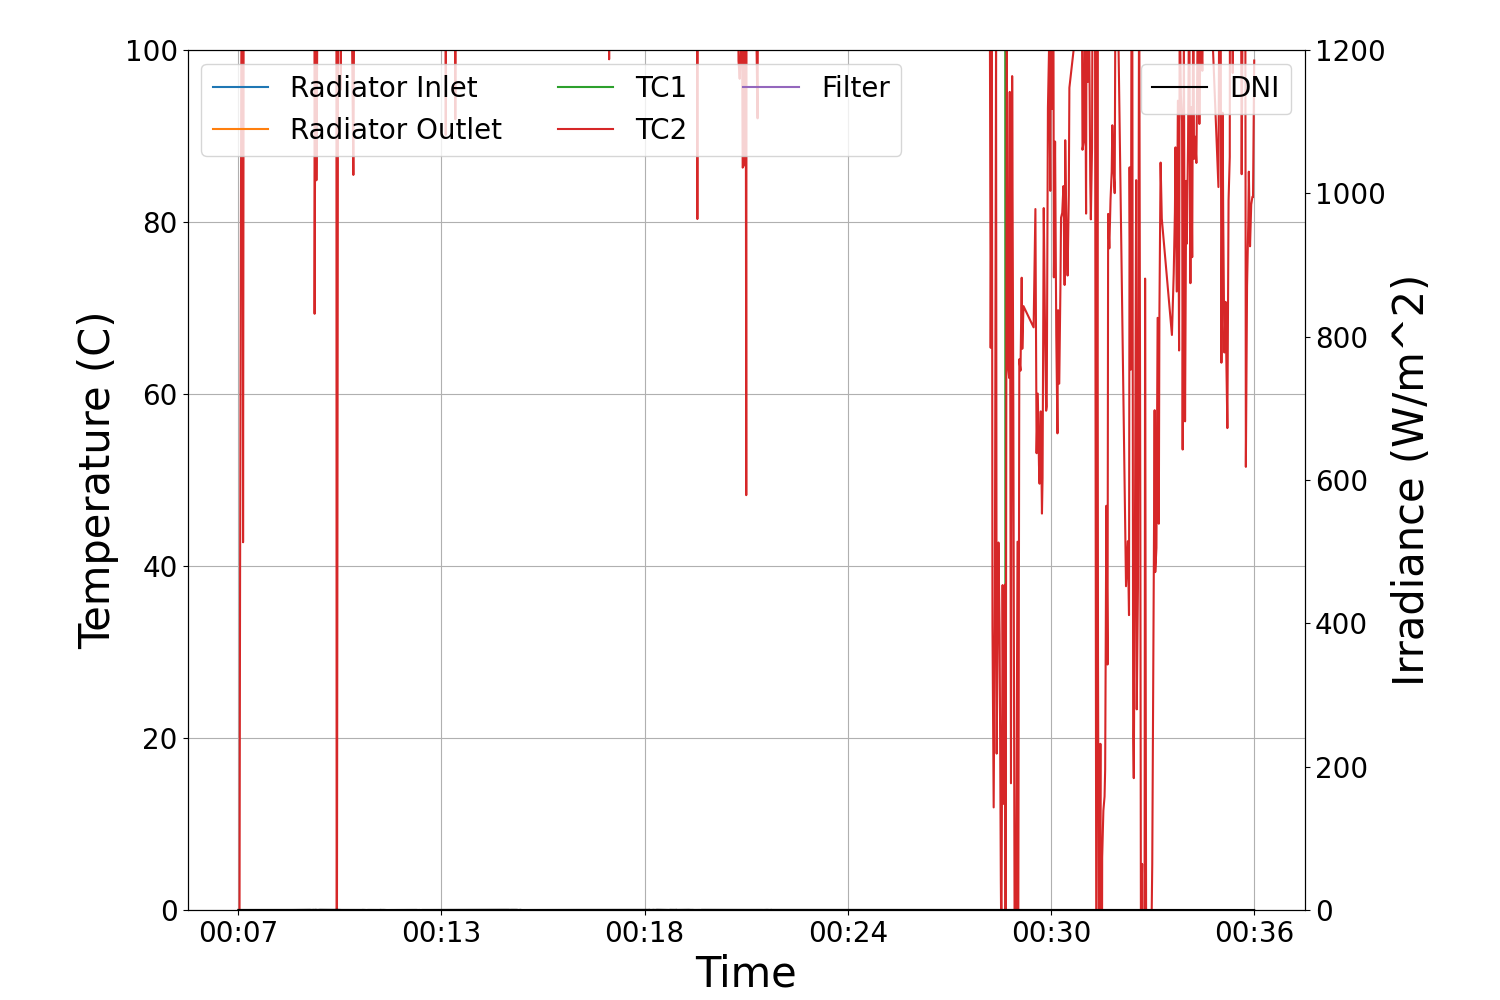 Temperature (C)
100
80
60
40
20
0
Radiator Inlet
Radiator Outlet
TC1
TC2
Filter
DNI
1200
1000
800
600
400
200
0
Irradiance (W/m^2)
00:07 00:13 00:18 00:24 00:30 00:36
Time